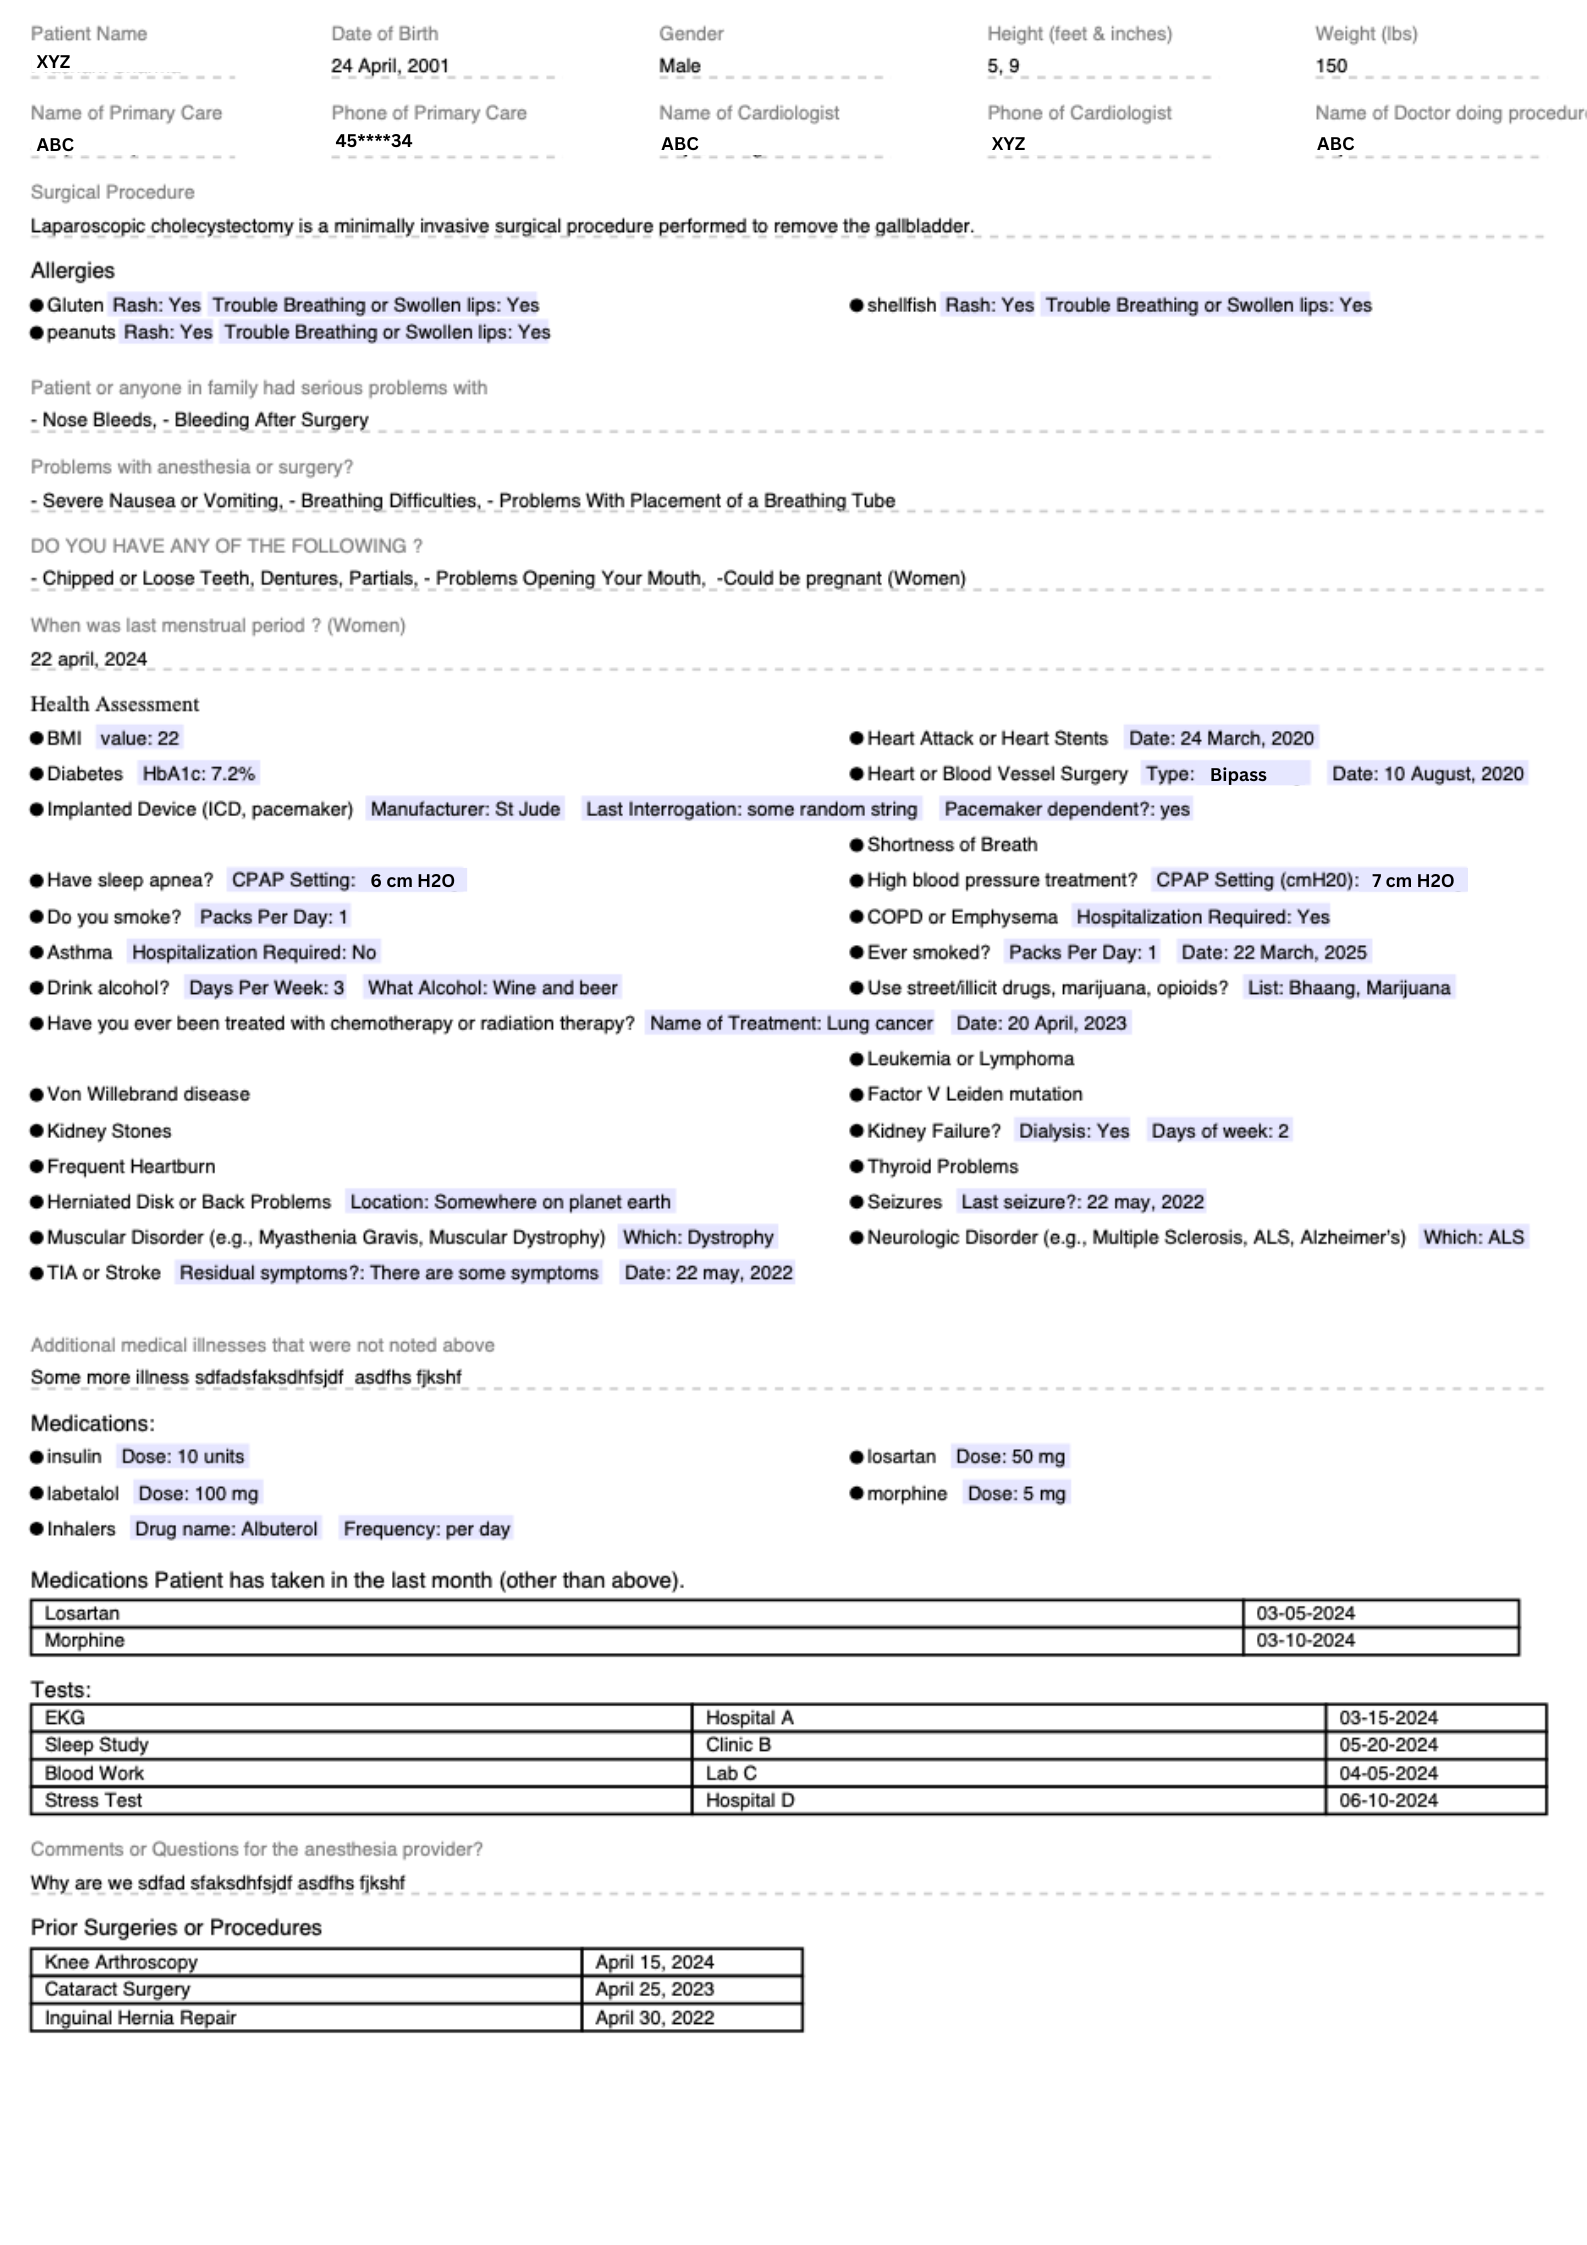 Patient Name Date of Birth Gender Height (feet & inches) Weight (lbs)
XYZ 24 April, 2001 Male 5, 9 150
Name of Primary Care Phone of Primary Care Name of Cardiologist Phone of Cardiologist Name of Doctor doing procedure
ABC 45****34 ABC XYZ ABC
Surgical Procedure
Laparoscopic cholecystectomy is a minimally invasive surgical procedure performed to remove the gallbladder.
Allergies
● Gluten Rash: Yes Trouble Breathing or Swollen lips: Yes ● shellfish Rash: Yes Trouble Breathing or Swollen lips: Yes
● peanuts Rash: Yes Trouble Breathing or Swollen lips: Yes
Patient or anyone in family had serious problems with
- Nose Bleeds, - Bleeding After Surgery
Problems with anesthesia or surgery?
- Severe Nausea or Vomiting, - Breathing Difficulties, - Problems With Placement of a Breathing Tube
DO YOU HAVE ANY OF THE FOLLOWING ?
- Chipped or Loose Teeth, Dentures, Partials, - Problems Opening Your Mouth, -Could be pregnant (Women)
When was last menstrual period ? (Women)
22 april, 2024
Health Assessment
● BMI value: 22 ● Heart Attack or Heart Stents Date: 24 March, 2020
● Diabetes HbA1c: 7.2% ● Heart or Blood Vessel Surgery Type: Bipass Date: 10 August, 2020
● Implanted Device (ICD, pacemaker) Manufacturer: St Jude Last Interrogation: some random string Pacemaker dependent?: yes
● Shortness of Breath
● Have sleep apnea? CPAP Setting: 6 cm H2O ● High blood pressure treatment? CPAP Setting (cmH20): 7 cm H2O
● Do you smoke? Packs Per Day: 1 ● COPD or Emphysema Hospitalization Required: Yes
● Asthma Hospitalization Required: No ● Ever smoked? Packs Per Day: 1 Date: 22 March, 2025
● Drink alcohol? Days Per Week: 3 What Alcohol: Wine and beer ● Use street/illicit drugs, marijuana, opioids? List: Bhaang, Marijuana
● Have you ever been treated with chemotherapy or radiation therapy? Name of Treatment: Lung cancer Date: 20 April, 2023
● Leukemia or Lymphoma
● Von Willebrand disease ● Factor V Leiden mutation
● Kidney Stones ● Kidney Failure? Dialysis: Yes Days of week: 2
● Frequent Heartburn ● Thyroid Problems
● Herniated Disk or Back Problems Location: Somewhere on planet earth ● Seizures Last seizure?: 22 may, 2022
● Muscular Disorder (e.g., Myasthenia Gravis, Muscular Dystrophy) Which: Dystrophy ● Neurologic Disorder (e.g., Multiple Sclerosis, ALS, Alzheimer's) Which: ALS
● TIA or Stroke Residual symptoms?: There are some symptoms Date: 22 may, 2022
Additional medical illnesses that were not noted above
Some more illness sdfadsfaksdhfsjdf asdfhs fjkshf
Medications:
● insulin Dose: 10 units ● losartan Dose: 50 mg
● labetalol Dose: 100 mg ● morphine Dose: 5 mg
● Inhalers Drug name: Albuterol Frequency: per day
Medications Patient has taken in the last month (other than above).
Losartan 03-05-2024
Morphine 03-10-2024
Tests:
EKG Hospital A 03-15-2024
Sleep Study Clinic B 05-20-2024
Blood Work Lab C 04-05-2024
Stress Test Hospital D 06-10-2024
Comments or Questions for the anesthesia provider?
Why are we sdfad sfaksdhfsjdf asdfhs fjkshf
Prior Surgeries or Procedures
Knee Arthroscopy April 15, 2024
Cataract Surgery April 25, 2023
Inguinal Hernia Repair April 30, 2022